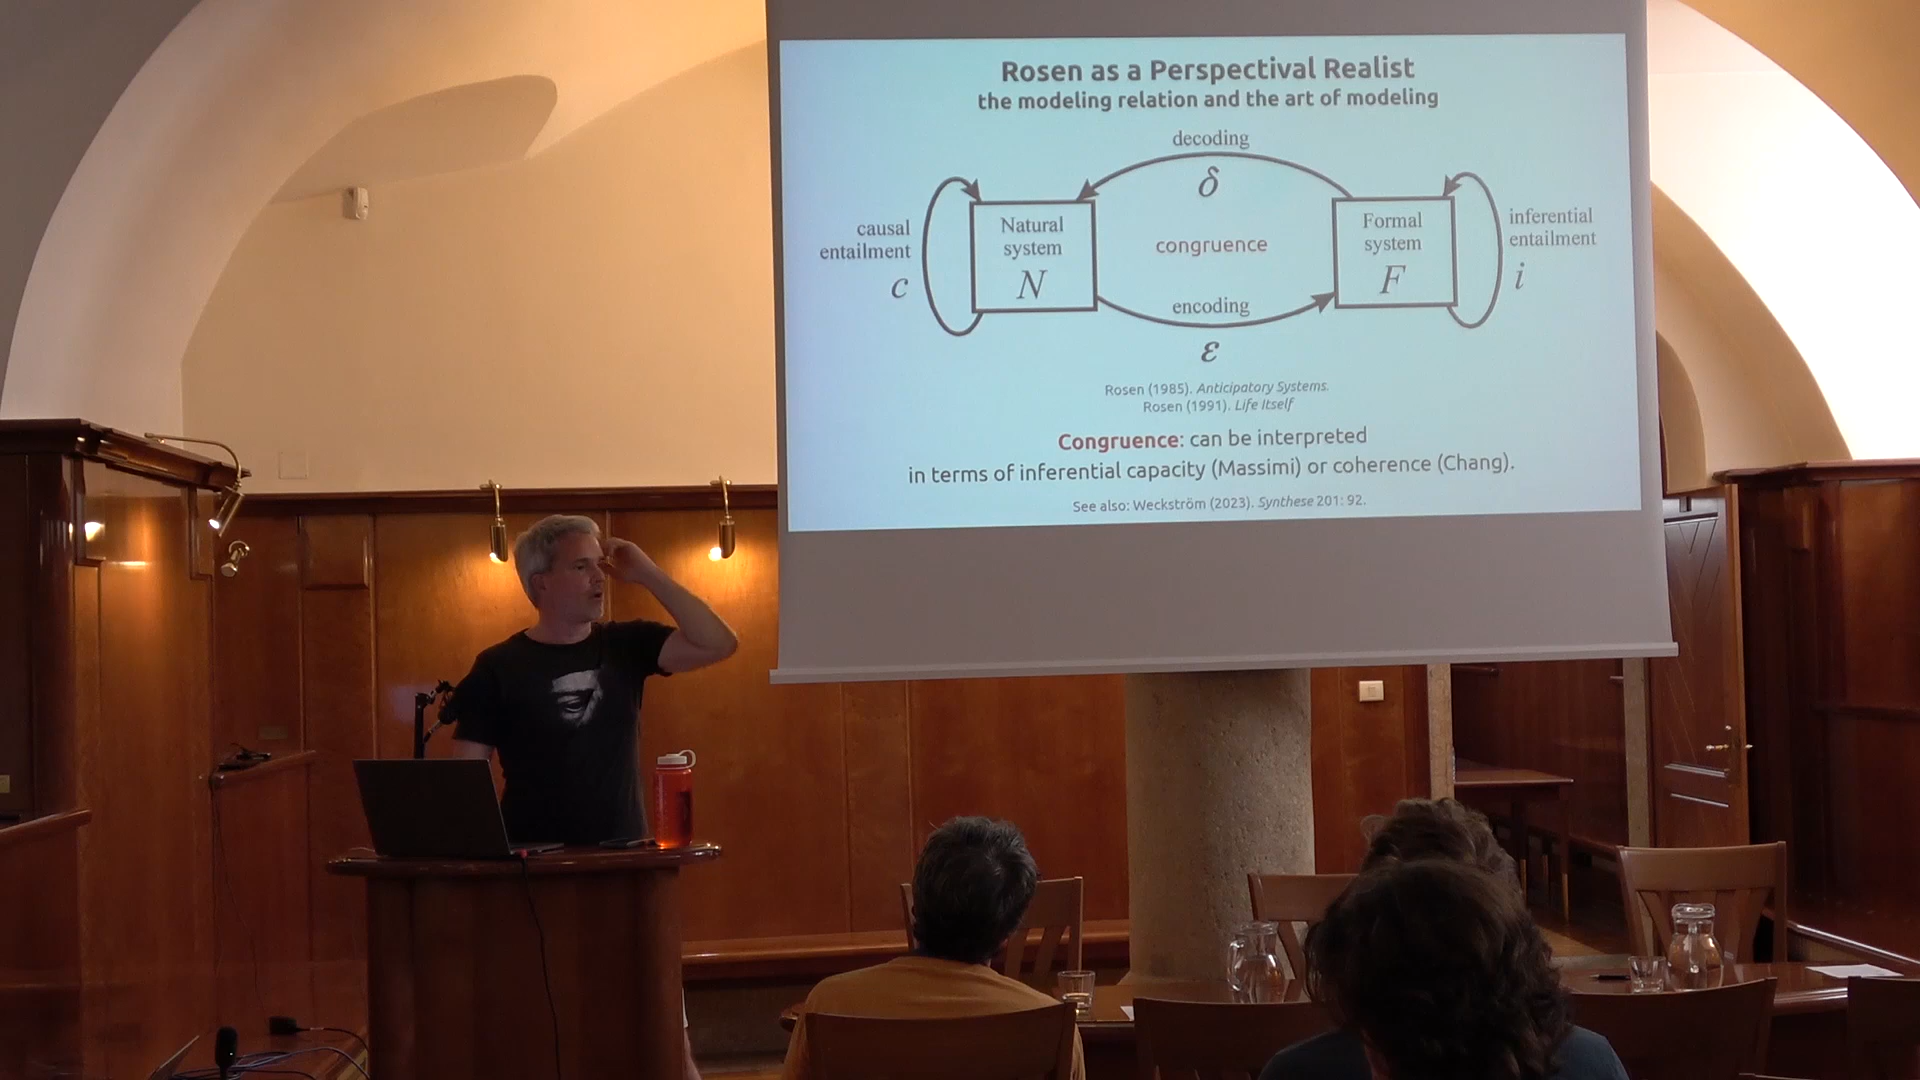 Rosen as a Perspectival Realist
the modeling relation and the art of modeling
decoding
δ
causal
entailment
c
Natural
system
N
congruence
Formal
system
F
inferential
entailment
i
encoding
ε
Rosen (1985). Anticipatory Systems.
Rosen (1991). Life Itself
Congruence: can be interpreted
in terms of inferential capacity (Massimi) or coherence (Chang).
See also: Weckström (2023). Synthese 201: 92.